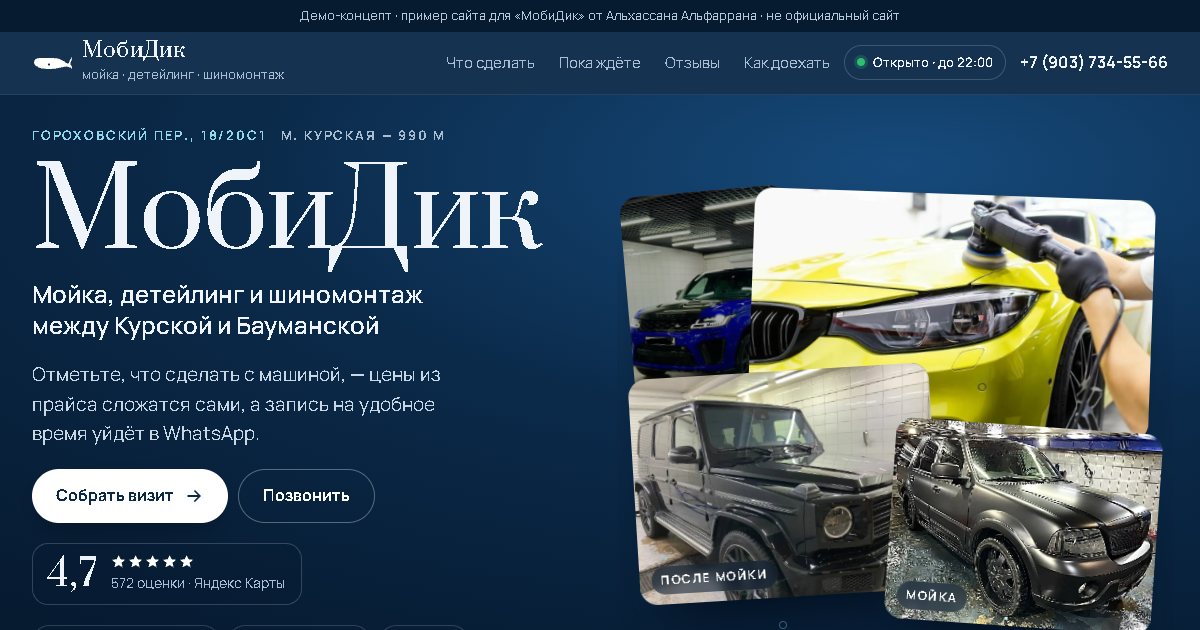 Демо-концепт · пример сайта для «МобиДик» от Альхассана Альфаррана · не официальный сайт
МобиДик
мойка · детейлинг · шиномонтаж
Что сделать Пока ждёте Отзывы Как доехать Открыто · до 22:00 +7 (903) 734-55-66
ГОРОХОВСКИЙ ПЕР., 18/20С1 М. КУРСКАЯ — 990 М
МобиДик
Мойка, детейлинг и шиномонтаж
между Курской и Бауманской
Отметьте, что сделать с машиной, — цены из
прайса сложатся сами, а запись на удобное
время уйдёт в WhatsApp.
Собрать визит → Позвонить
4,7 ★★★★★
572 оценки · Яндекс Карты
ПОСЛЕ МОЙКИ
МОЙКА